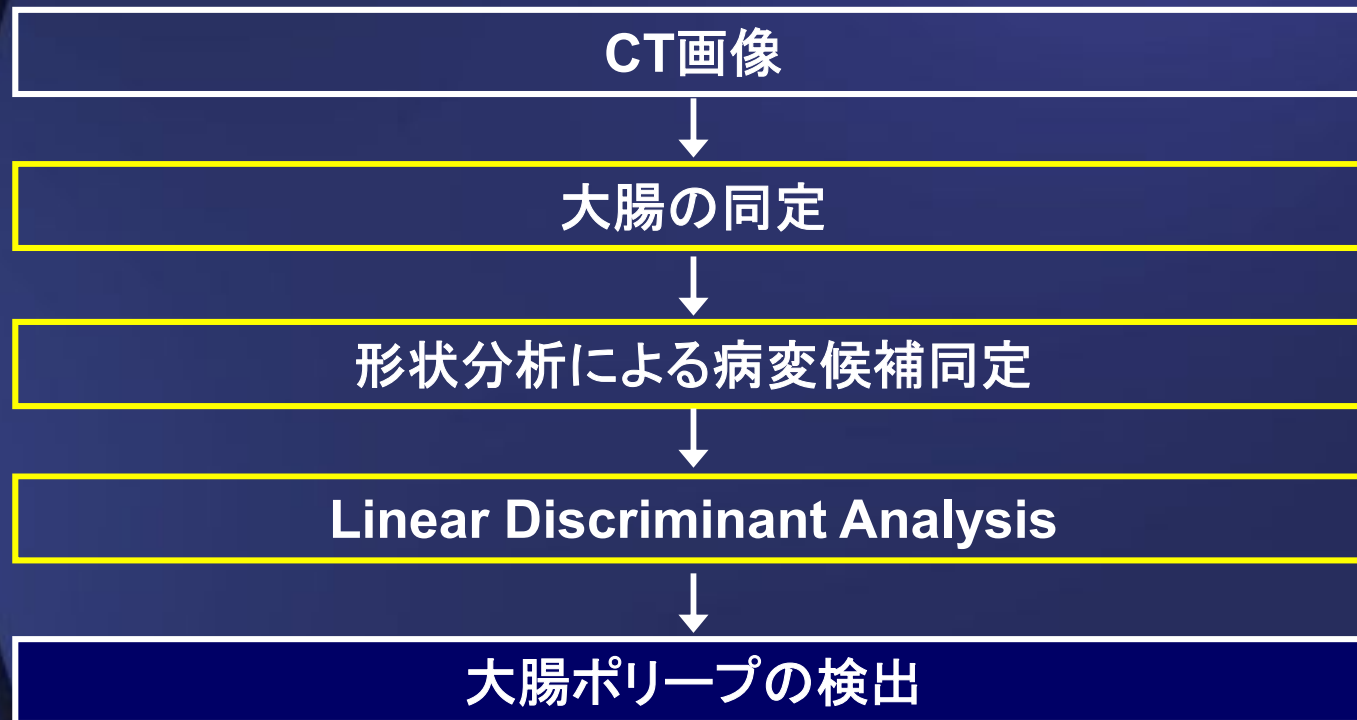 CT画像
大腸の同定
形状分析による病変候補同定
Linear Discriminant Analysis
大腸ポリープの検出